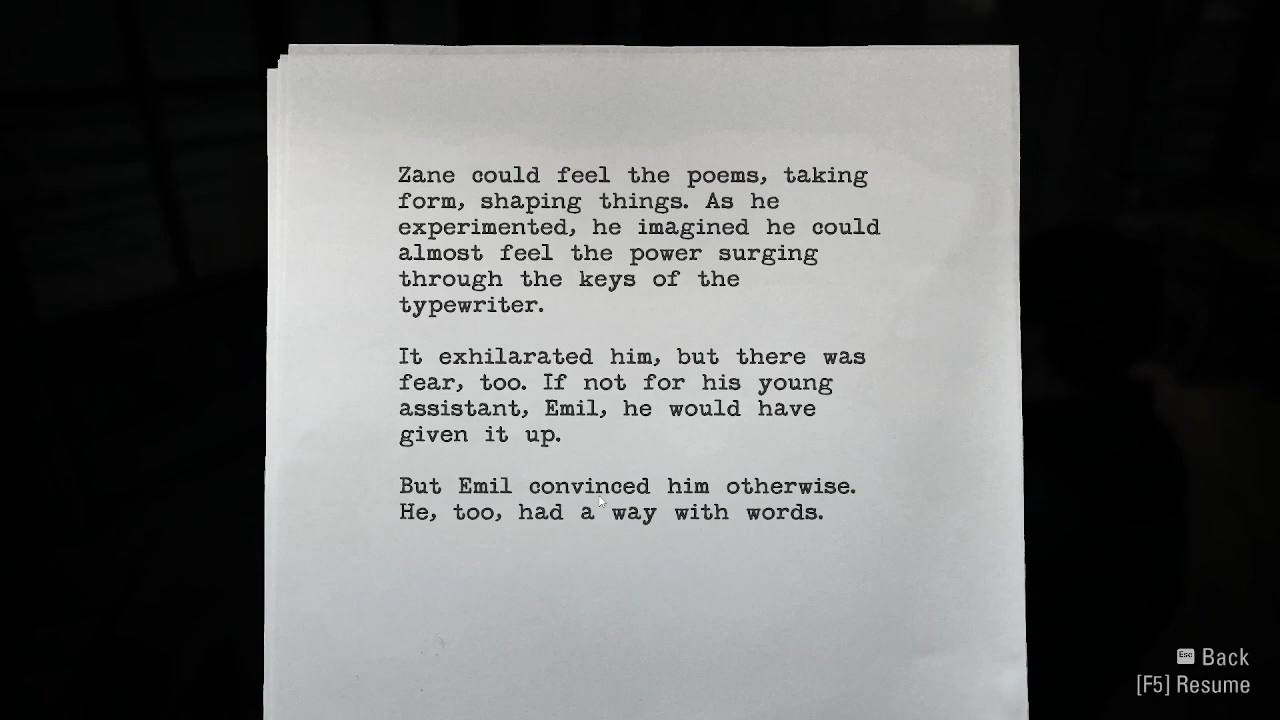 Zane could feel the poems, taking
form, shaping things. As he
experimented, he imagined he could
almost feel the power surging
through the keys of the
typewriter.
It exhilarated him, but there was
fear, too. If not for his young
assistant, Emil, he would have
given it up.
But Emil convinced him otherwise.
He, too, had a way with words.
Esc Back
[F5] Resume